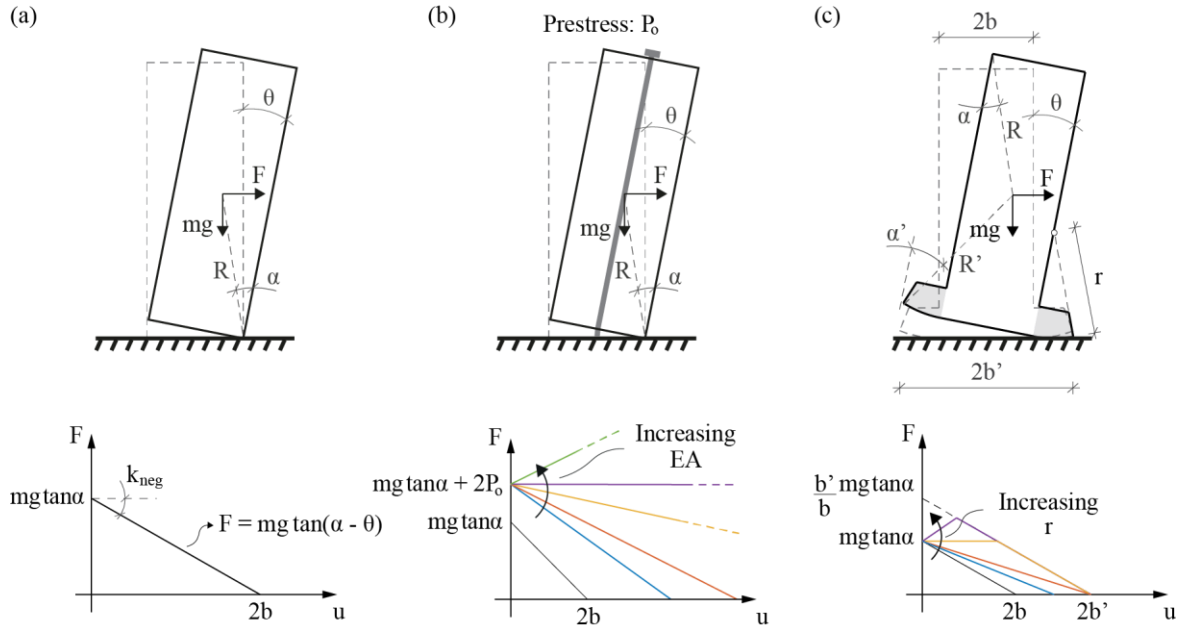 (a)
(b)
(c)
Prestress: Pₒ
2b
θ
θ
θ
α
R
F
F
F
mg
mg
mg
α'
R'
r
R
α
R
α
2b'
F
k_neg
mg tanα
F = mg tan(α - θ)
2b
u
F
Increasing
EA
mg tanα + 2Pₒ
mg tanα
2b
u
F
b'
b
mg tanα
Increasing
r
mg tanα
2b
2b'
u